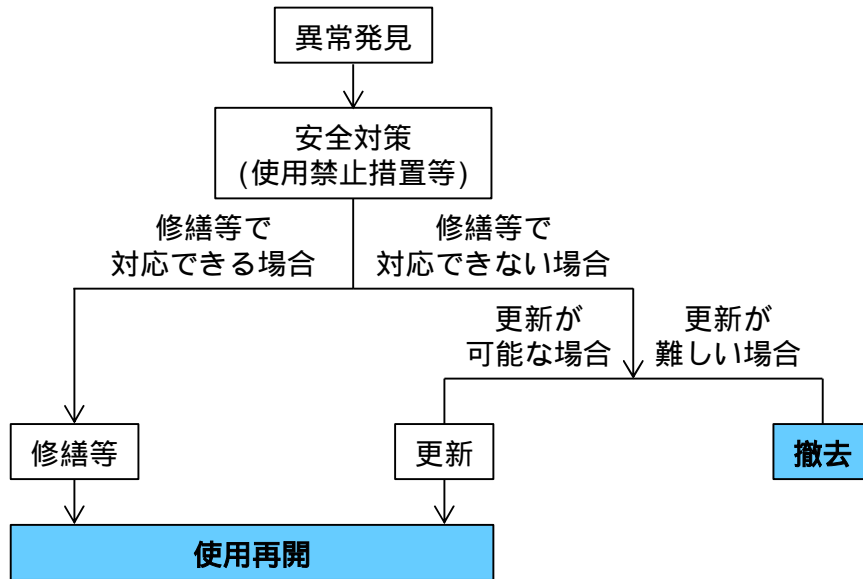 異常発見
安全対策
(使用禁止措置等)
修繕等で
対応できる場合
修繕等で
対応できない場合
更新が
可能な場合
更新が
難しい場合
修繕等
更新
撤去
使用再開